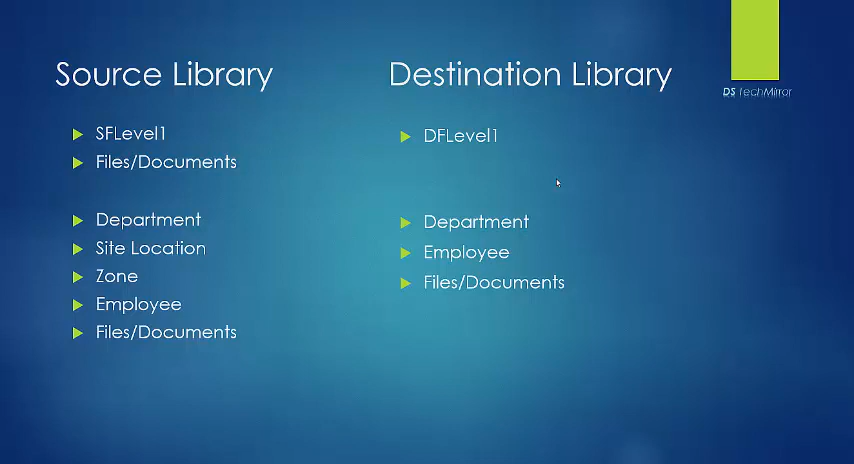 Source Library
SFLevel1
Files/Documents
Department
Site Location
Zone
Employee
Files/Documents
Destination Library
DFLevel1
Department
Employee
Files/Documents
DS TechMirror